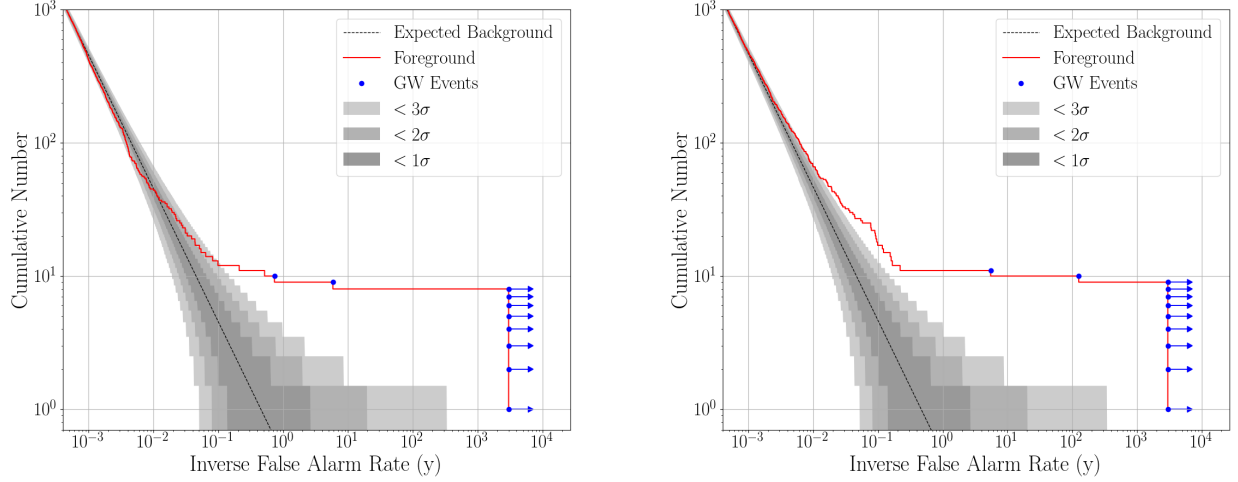 10³
10²
10¹
10⁰
Cumulative Number
Expected Background
Foreground
GW Events
< 3σ
< 2σ
< 1σ
10⁻³ 10⁻² 10⁻¹ 10⁰ 10¹ 10² 10³ 10⁴
Inverse False Alarm Rate (y)
10³
10²
10¹
10⁰
Cumulative Number
Expected Background
Foreground
GW Events
< 3σ
< 2σ
< 1σ
10⁻³ 10⁻² 10⁻¹ 10⁰ 10¹ 10² 10³ 10⁴
Inverse False Alarm Rate (y)